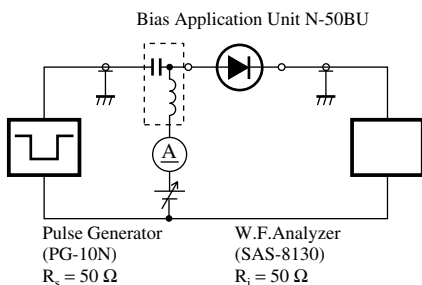 Bias Application Unit N-50BU
A
Pulse Generator
(PG-10N)
Rs = 50 Ω
W.F.Analyzer
(SAS-8130)
Ri = 50 Ω